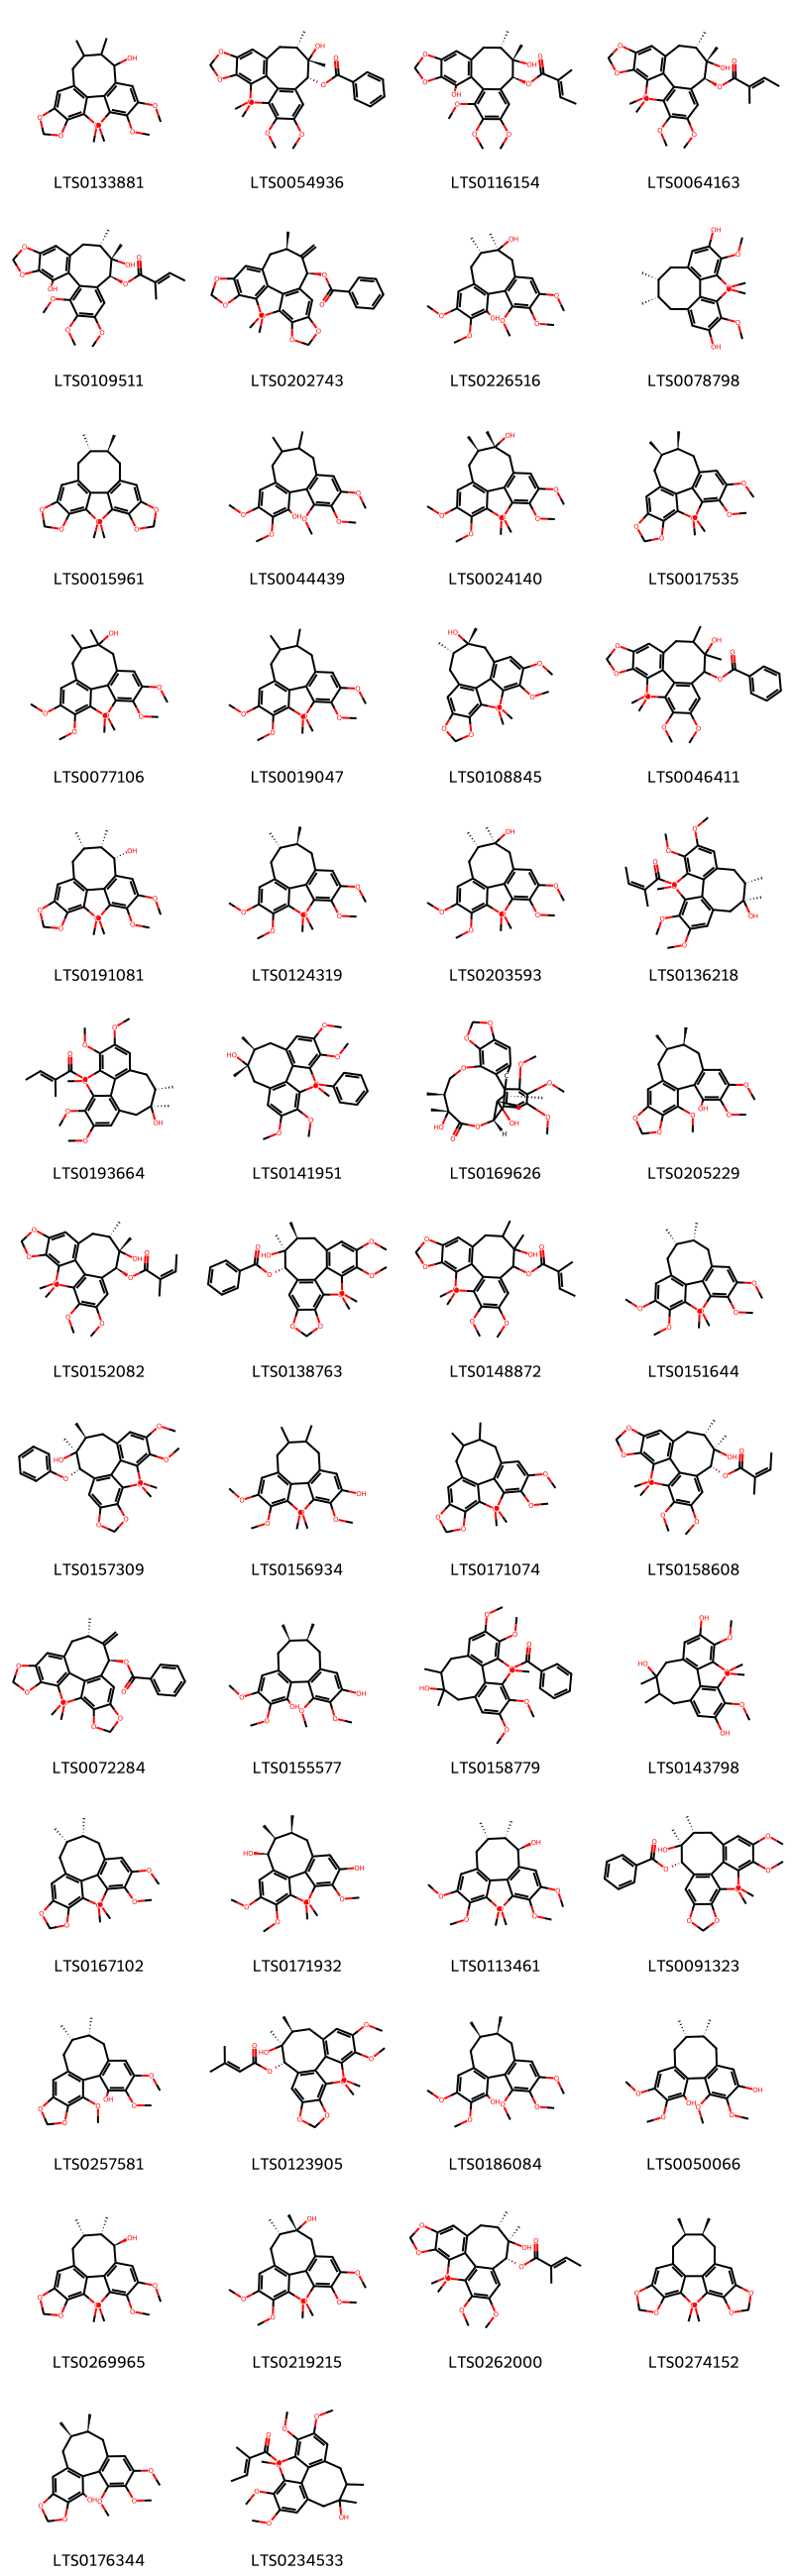 LTS0133881 LTS0054936 LTS0116154 LTS0064163
LTS0109511 LTS0202743 LTS0226516 LTS0078798
LTS0015961 LTS0044439 LTS0024140 LTS0017535
LTS0077106 LTS0019047 LTS0108845 LTS0046411
LTS0191081 LTS0124319 LTS0203593 LTS0136218
LTS0193664 LTS0141951 LTS0169626 LTS0205229
LTS0152082 LTS0138763 LTS0148872 LTS0151644
LTS0157309 LTS0156934 LTS0171074 LTS0158608
LTS0072284 LTS0155577 LTS0158779 LTS0143798
LTS0167102 LTS0171932 LTS0113461 LTS0091323
LTS0257581 LTS0123905 LTS0186084 LTS0050066
LTS0269965 LTS0219215 LTS0262000 LTS0274152
LTS0176344 LTS0234533